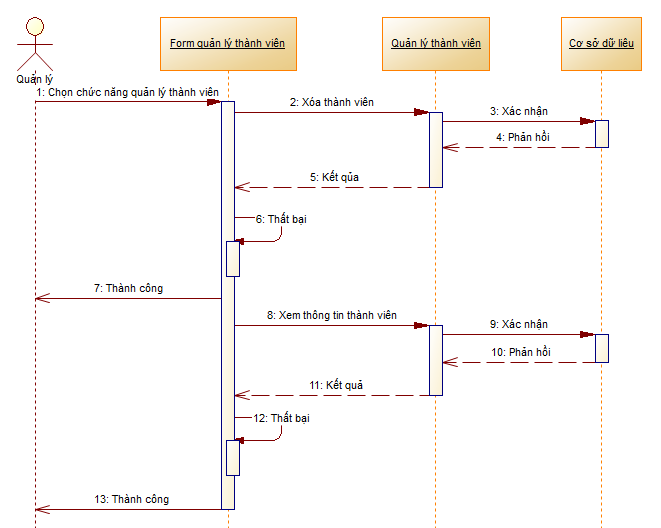 Form quản lý thành viên
Quản lý thành viên
Cơ sở dữ liệu
Quản lý
1: Chọn chức năng quản lý thành viên
2: Xóa thành viên
3: Xác nhận
4: Phản hồi
5: Kết qủa
6: Thất bại
7: Thành công
8: Xem thông tin thành viên
9: Xác nhận
10: Phản hồi
11: Kết quả
12: Thất bại
13: Thành công